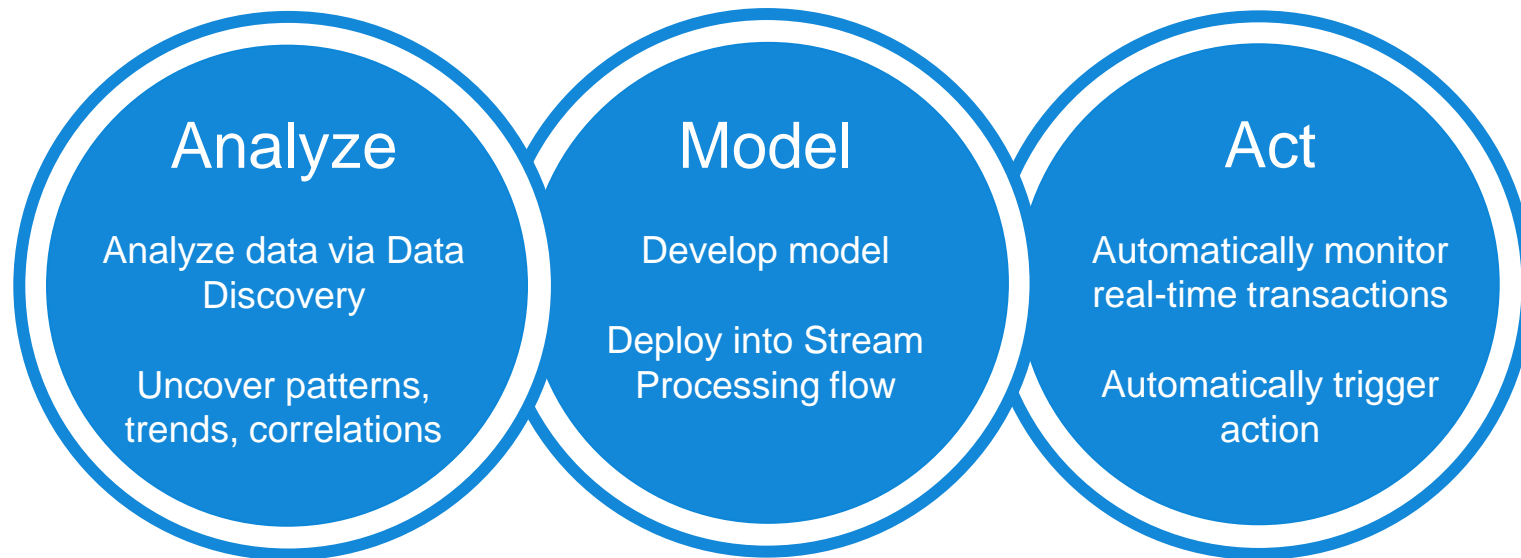 Analyze
Analyze data via Data
Discovery
Uncover patterns,
trends, correlations
Model
Develop model
Deploy into Stream
Processing flow
Act
Automatically monitor
real-time transactions
Automatically trigger
action